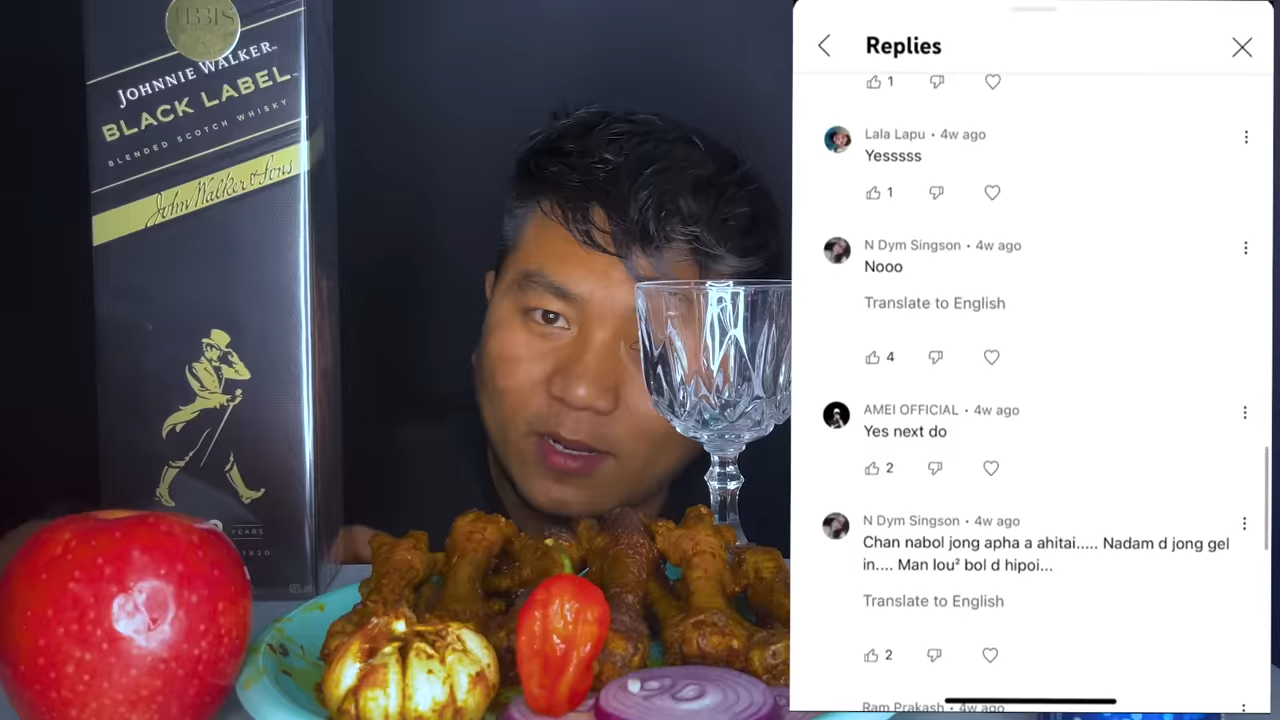 JOHNNIE WALKER
BLACK LABEL
BLENDED SCOTCH WHISKY
John Walker & Sons
YEARS
1820
Replies
1
Lala Lapu • 4w ago
Yesssss
1
N Dym Singson • 4w ago
Nooo
Translate to English
4
AMEI OFFICIAL • 4w ago
Yes next do
2
N Dym Singson • 4w ago
Chan nabol jong apha a ahitai..... Nadam d jong gel
in.... Man lou² bol d hipoi...
Translate to English
2
Ram Prakash • 4w ago